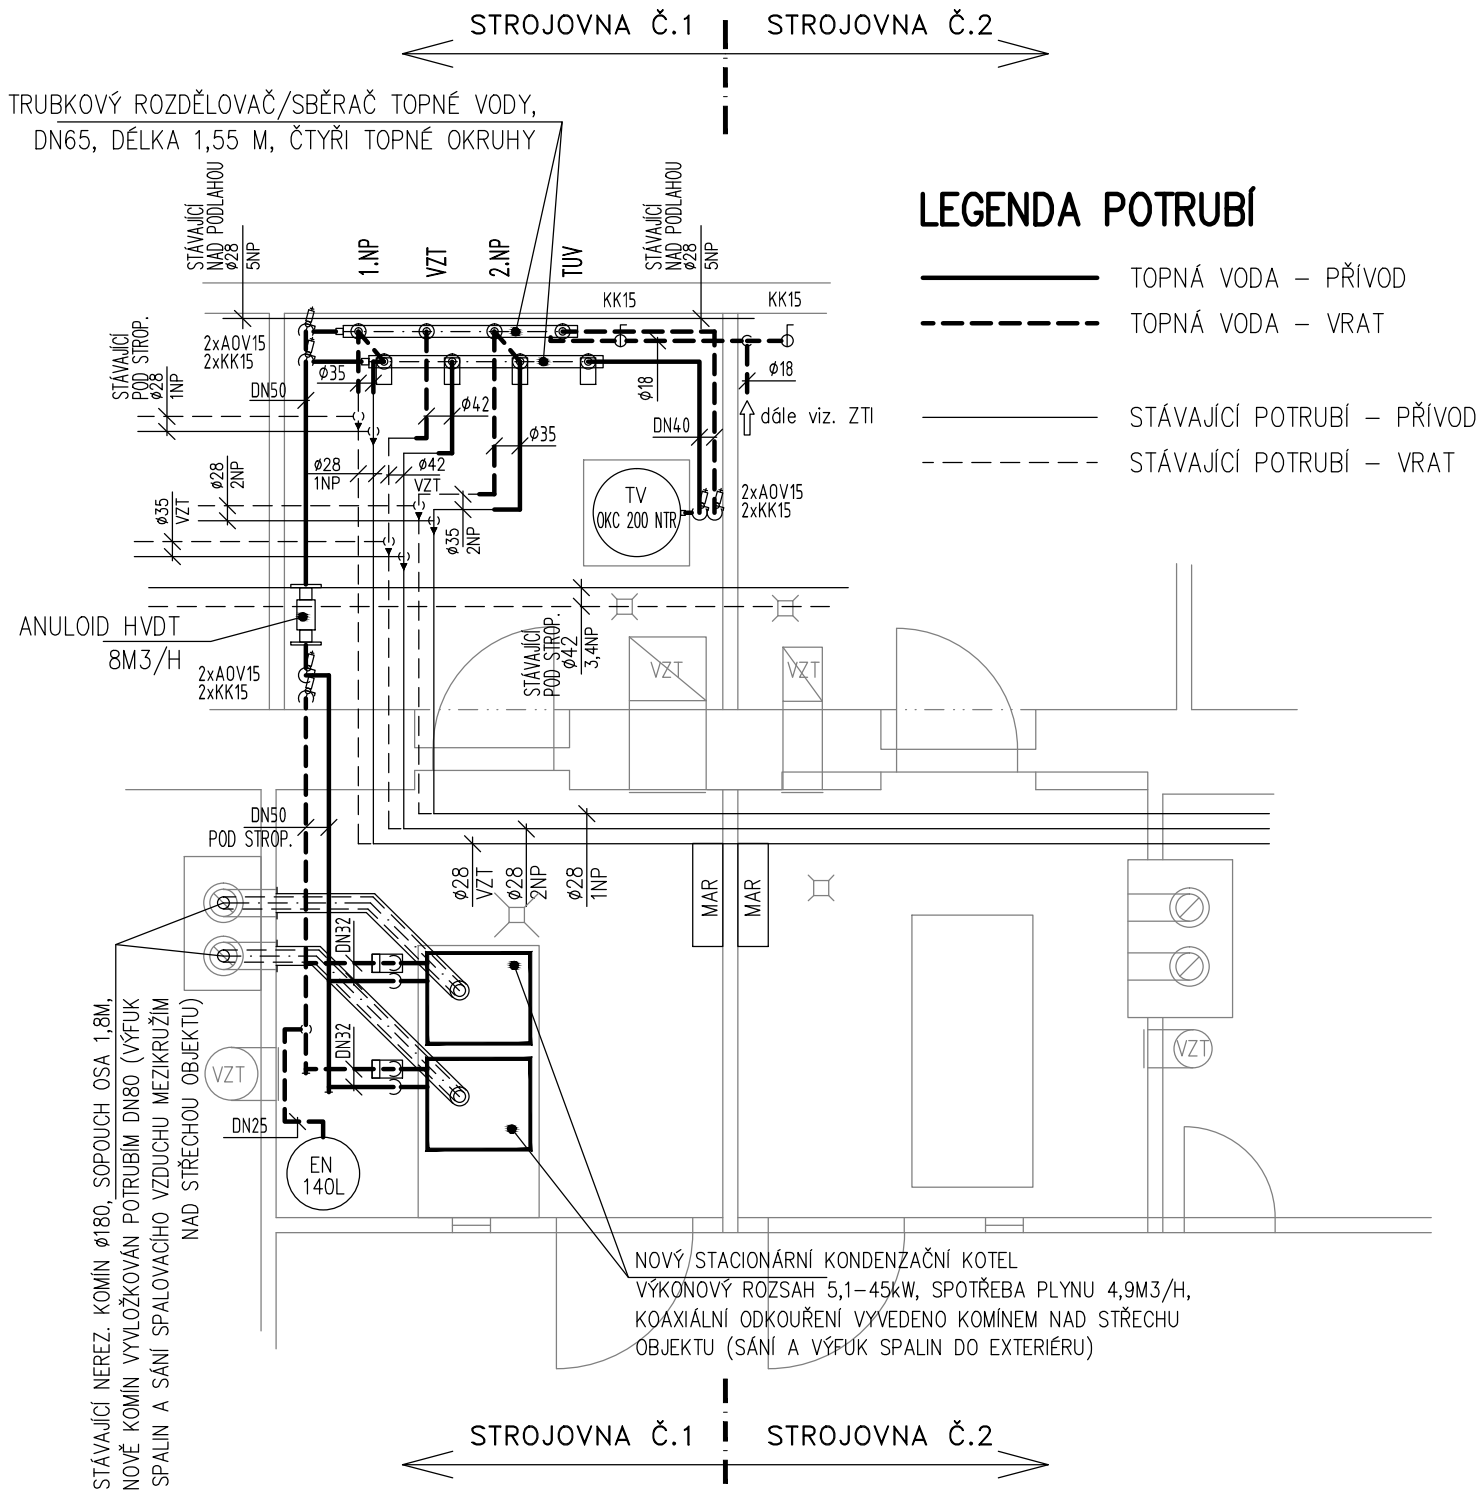 STROJOVNA Č.1
STROJOVNA Č.2
TRUBKOVÝ ROZDĚLOVAČ/SBĚRAČ TOPNÉ VODY,
DN65, DÉLKA 1,55 M, ČTYŘI TOPNÉ OKRUHY
STÁVAJÍCÍ
NAD PODLAHOU
ø28
5NP
1.NP
VZT
2.NP
TUV
STÁVAJÍCÍ
NAD PODLAHOU
ø28
5NP
LEGENDA POTRUBÍ
TOPNÁ VODA – PŘÍVOD
TOPNÁ VODA – VRAT
STÁVAJÍCÍ POTRUBÍ – PŘÍVOD
STÁVAJÍCÍ POTRUBÍ – VRAT
KK15
KK15
STÁVAJÍCÍ
POD STROP.
ø28
1NP
2xAOV15
2xKK15
ø35
DN50
ø42
ø35
ø18
ø18
dále viz. ZTI
DN40
ø28
1NP
ø42
VZT
ø28
2NP
ø35
VZT
ø35
2NP
TV
OKC 200 NTR
2xAOV15
2xKK15
ANULOID HVDT
8M3/H
2xAOV15
2xKK15
STÁVAJÍCÍ
POD STROP.
ø42
3,4NP
VZT
VZT
DN50
POD STROP.
ø28
VZT
ø28
2NP
ø28
1NP
MAR
MAR
DN32
DN32
VZT
VZT
DN25
EN
140L
STÁVAJÍCÍ NEREZ. KOMÍN ø180, SOPOUCH OSA 1,8M,
NOVĚ KOMÍN VYVLOŽKOVÁN POTRUBÍM DN80 (VÝFUK
SPALIN A SÁNÍ SPALOVACÍHO VZDUCHU MEZIKRUŽÍM
NAD STŘECHOU OBJEKTU)
NOVÝ STACIONÁRNÍ KONDENZAČNÍ KOTEL
VÝKONOVÝ ROZSAH 5,1–45kW, SPOTŘEBA PLYNU 4,9M3/H,
KOAXIÁLNÍ ODKOUŘENÍ VYVEDENO KOMÍNEM NAD STŘECHU
OBJEKTU (SÁNÍ A VÝFUK SPALIN DO EXTERIÉRU)
STROJOVNA Č.1
STROJOVNA Č.2